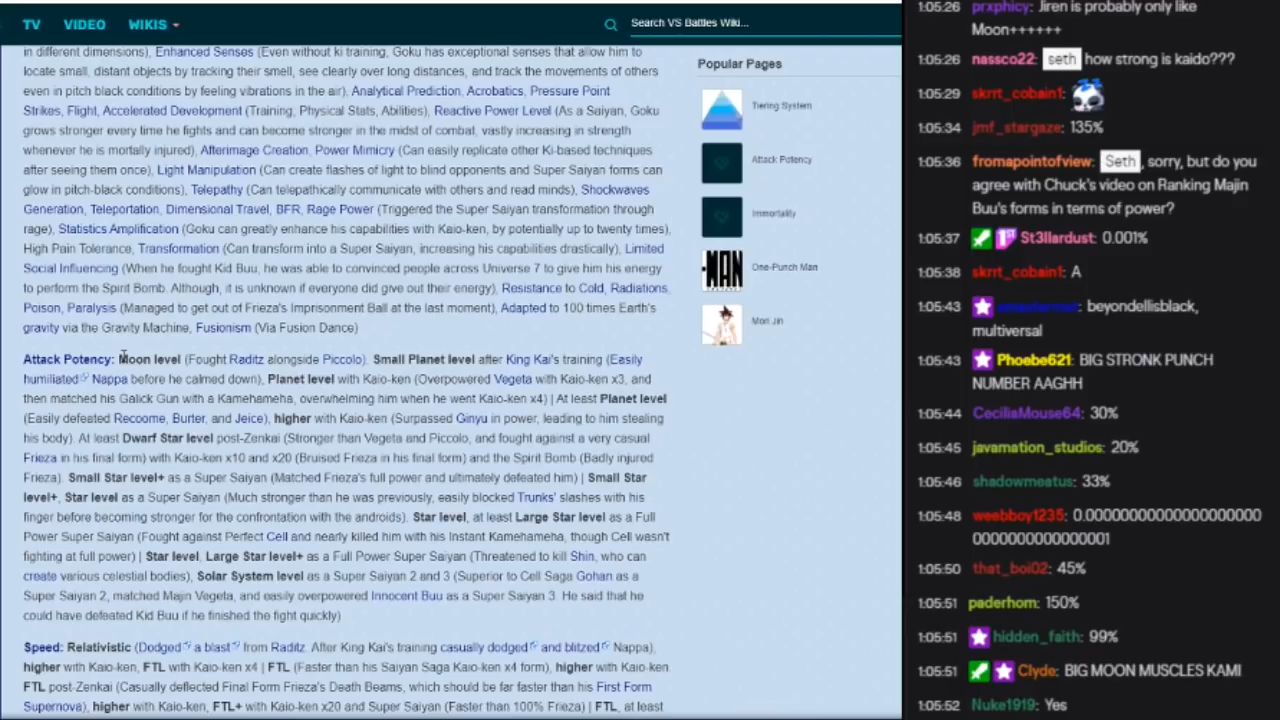 TV VIDEO WIKIS
Search VS Battles Wiki...
in different dimensions), Enhanced Senses (Even without ki training, Goku has exceptional senses that allow him to
locate small, distant objects by tracking their smell, see clearly over long distances, and track the movements of others
even in pitch black conditions by feeling vibrations in the air), Analytical Prediction, Acrobatics, Pressure Point
Strikes, Flight, Accelerated Development (Training, Physical Stats, Abilities), Reactive Power Level (As a Saiyan, Goku
grows stronger every time he fights and can become stronger in the midst of combat, vastly increasing in strength
whenever he is mortally injured), Afterimage Creation, Power Mimicry (Can easily replicate other Ki-based techniques
after seeing them once), Light Manipulation (Can create flashes of light to blind opponents and Super Saiyan forms can
glow in pitch-black conditions), Telepathy (Can telepathically communicate with others and read minds), Shockwaves
Generation, Teleportation, Dimensional Travel, BFR, Rage Power (Triggered the Super Saiyan transformation through
rage), Statistics Amplification (Goku can greatly enhance his capabilities with Kaio-ken, by potentially up to twenty times),
High Pain Tolerance, Transformation (Can transform into a Super Saiyan, increasing his capabilities drastically), Limited
Social Influencing (When he fought Kid Buu, he was able to convinced people across Universe 7 to give him his energy
to perform the Spirit Bomb. Although, it is unknown if everyone did give out their energy), Resistance to Cold, Radiations,
Poison, Paralysis (Managed to get out of Frieza's Imprisonment Ball at the last moment), Adapted to 100 times Earth's
gravity via the Gravity Machine, Fusionism (Via Fusion Dance)
Attack Potency: Moon level (Fought Raditz alongside Piccolo). Small Planet level after King Kai's training (Easily
humiliated Nappa before he calmed down), Planet level with Kaio-ken (Overpowered Vegeta with Kaio-ken x3, and
then matched his Galick Gun with a Kamehameha, overwhelming him when he went Kaio-ken x4) | At least Planet level
(Easily defeated Recoome, Burter, and Jeice), higher with Kaio-ken (Surpassed Ginyu in power, leading to him stealing
his body). At least Dwarf Star level post-Zenkai (Stronger than Vegeta and Piccolo, and fought against a very casual
Frieza in his final form) with Kaio-ken x10 and x20 (Bruised Frieza in his final form) and the Spirit Bomb (Badly injured
Frieza). Small Star level+ as a Super Saiyan (Matched Frieza's full power and ultimately defeated him) | Small Star
level+, Star level as a Super Saiyan (Much stronger than he was previously, easily blocked Trunks' slashes with his
finger before becoming stronger for the confrontation with the androids). Star level, at least Large Star level as a Full
Power Super Saiyan (Fought against Perfect Cell and nearly killed him with his Instant Kamehameha, though Cell wasn't
fighting at full power) | Star level, Large Star level+ as a Full Power Super Saiyan (Threatened to kill Shin, who can
create various celestial bodies), Solar System level as a Super Saiyan 2 and 3 (Superior to Cell Saga Gohan as a
Super Saiyan 2, matched Majin Vegeta, and easily overpowered Innocent Buu as a Super Saiyan 3. He said that he
could have defeated Kid Buu if he finished the fight quickly)
Speed: Relativistic (Dodged a blast from Raditz. After King Kai's training casually dodged and blitzed Nappa),
higher with Kaio-ken, FTL with Kaio-ken x4 | FTL (Faster than his Saiyan Saga Kaio-ken x4 form), higher with Kaio-ken.
FTL post-Zenkai (Casually deflected Final Form Frieza's Death Beams, which should be far faster than his First Form
Supernova), higher with Kaio-ken, FTL+ with Kaio-ken x20 and Super Saiyan (Faster than 100% Frieza) | FTL, at least
Popular Pages
Tiering System
Attack Potency
Immortality
MAN One-Punch Man
Mori Jin
1:05:26 prxphicy: Jiren is probably only like
Moon++++++
1:05:26 nassco22: seth how strong is kaido???
1:05:29 skrrt_cobain1:
1:05:34 jmf_stargaze: 135%
1:05:36 fromapointofview: Seth, sorry, but do you
agree with Chuck's video on Ranking Majin
Buu's forms in terms of power?
1:05:37 1ST St3llardust: 0.001%
1:05:38 skrrt_cobain1: A
1:05:43 beyondellisblack,
multiversal
1:05:43 Phoebe621: BIG STRONK PUNCH
NUMBER AAGHH
1:05:44 CeciliaMouse64: 30%
1:05:45 javamation_studios: 20%
1:05:46 shadowmeatus: 33%
1:05:48 weebboy1235: 0.00000000000000000000
0000000000000001
1:05:50 that_boi02: 45%
1:05:51 paderhorn: 150%
1:05:51 hidden_faith: 99%
1:05:51 Clyde: BIG MOON MUSCLES KAMI
1:05:52 Nuke1919: Yes